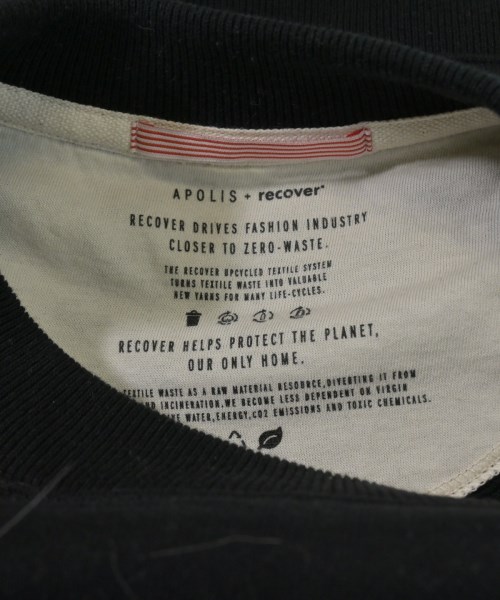 APOLIS + recover
RECOVER DRIVES FASHION INDUSTRY
CLOSER TO ZERO-WASTE.
THE RECOVER UPCYCLED TEXTILE SYSTEM
TURNS TEXTILE WASTE INTO VALUABLE
NEW YARNS FOR MANY LIFE-CYCLES.
RECOVER HELPS PROTECT THE PLANET,
OUR ONLY HOME.
TEXTILE WASTE AS A RAW MATERIAL RESOURCE,DIVERTING IT FROM
INCINERATION.WE BECOME LESS DEPENDENT ON VIRGIN
WATER,ENERGY,CO2 EMISSIONS AND TOXIC CHEMICALS.